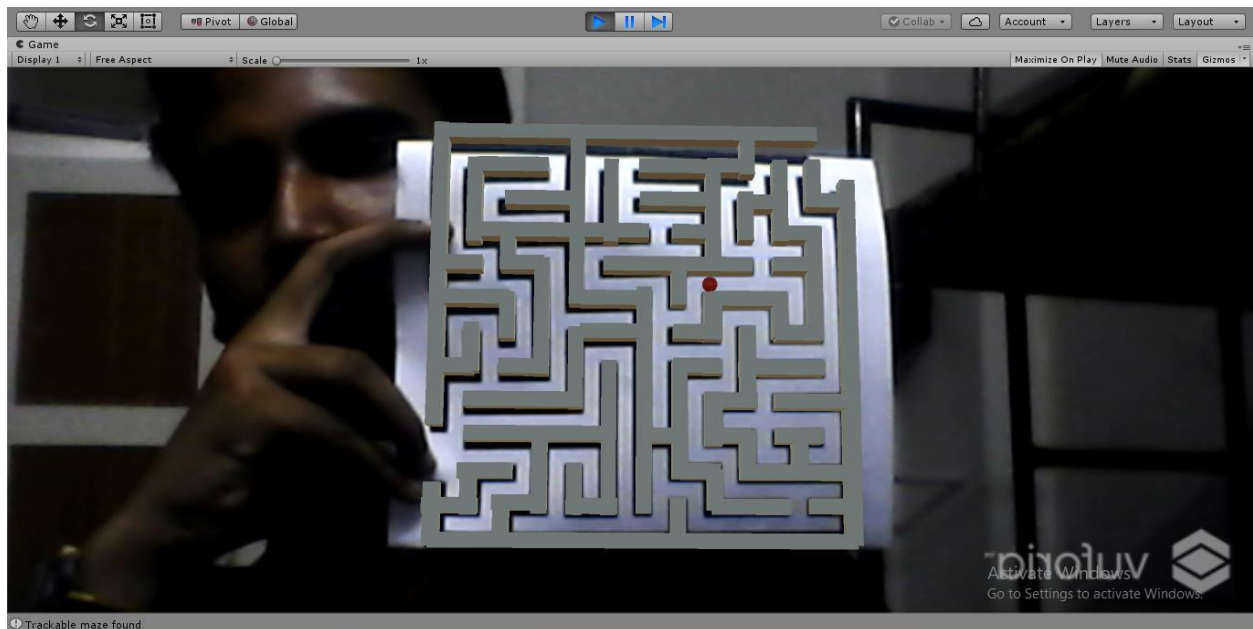 Pivot Global Collab Account Layers Layout
Game
Display 1 Free Aspect Scale 1x Maximize On Play Mute Audio Stats Gizmos
vuforia™
Activate Windows
Go to Settings to activate Windows.
Trackable maze found